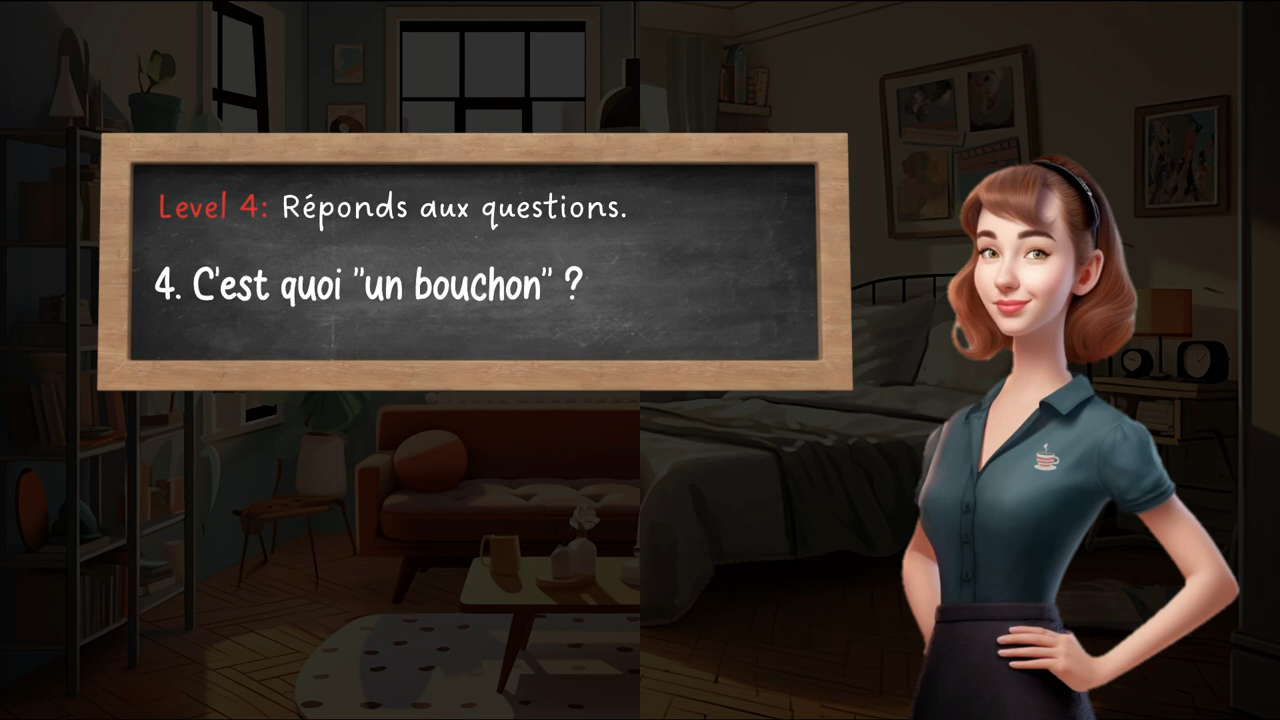 Level 4: Réponds aux questions.
4. C'est quoi "un bouchon" ?